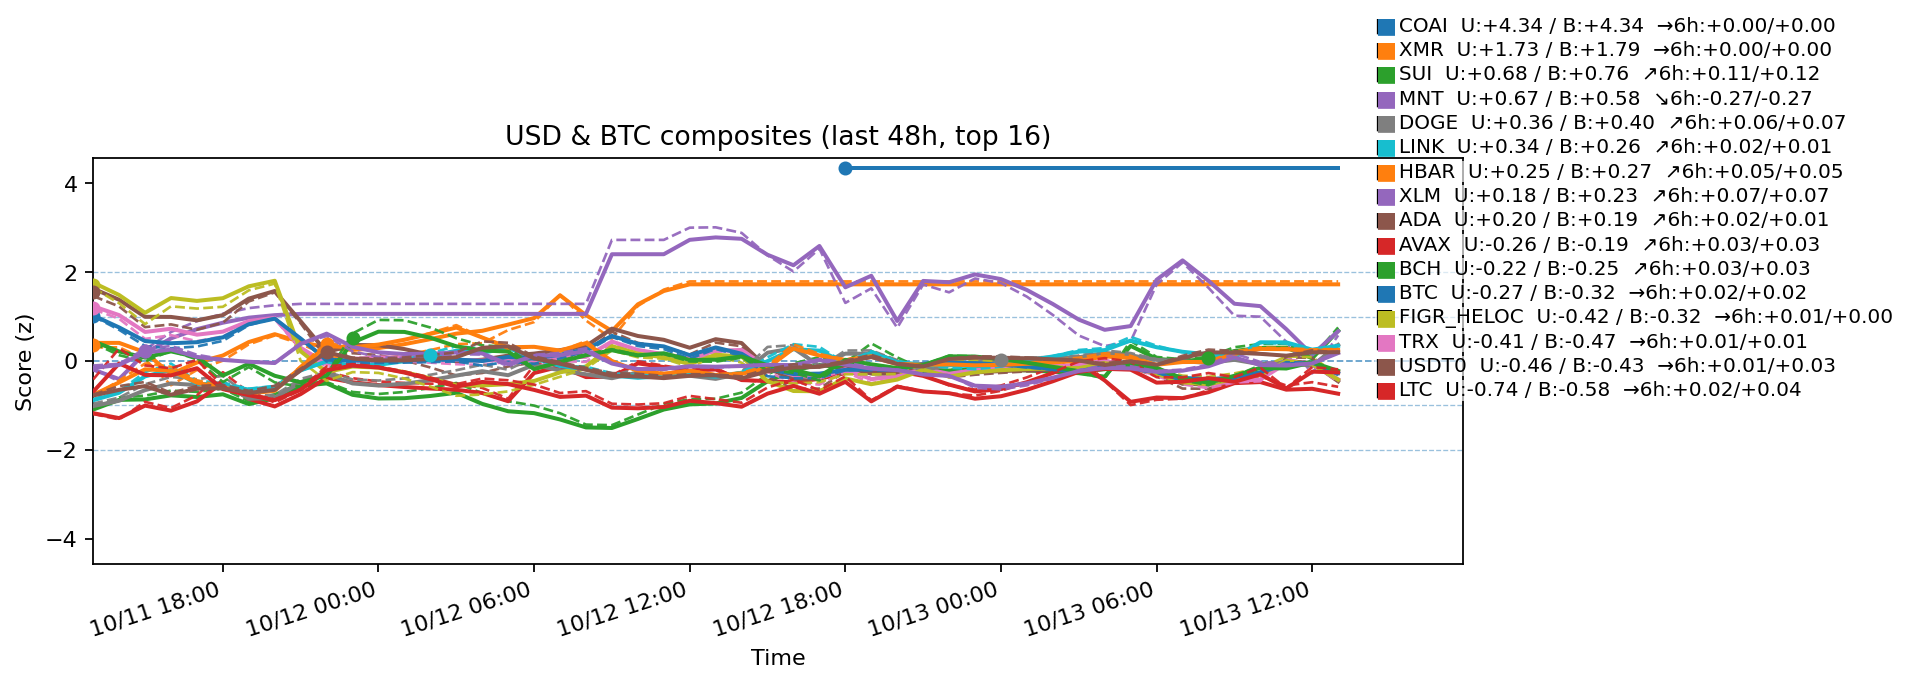 COAI U:+4.34 / B:+4.34 →6h:+0.00/+0.00
XMR U:+1.73 / B:+1.79 →6h:+0.00/+0.00
SUI U:+0.68 / B:+0.76 ↗6h:+0.11/+0.12
MNT U:+0.67 / B:+0.58 ↘6h:-0.27/-0.27
DOGE U:+0.36 / B:+0.40 ↗6h:+0.06/+0.07
LINK U:+0.34 / B:+0.26 ↗6h:+0.02/+0.01
HBAR U:+0.25 / B:+0.27 ↗6h:+0.05/+0.05
XLM U:+0.18 / B:+0.23 ↗6h:+0.07/+0.07
ADA U:+0.20 / B:+0.19 ↗6h:+0.02/+0.01
AVAX U:-0.26 / B:-0.19 ↗6h:+0.03/+0.03
BCH U:-0.22 / B:-0.25 ↗6h:+0.03/+0.03
BTC U:-0.27 / B:-0.32 →6h:+0.02/+0.02
FIGR_HELOC U:-0.42 / B:-0.32 →6h:+0.01/+0.00
TRX U:-0.41 / B:-0.47 →6h:+0.01/+0.01
USDT0 U:-0.46 / B:-0.43 →6h:+0.01/+0.03
LTC U:-0.74 / B:-0.58 →6h:+0.02/+0.04
USD & BTC composites (last 48h, top 16)
Score (z)
4
2
0
−2
−4
10/11 18:00
10/12 00:00
10/12 06:00
10/12 12:00
10/12 18:00
10/13 00:00
10/13 06:00
10/13 12:00
Time